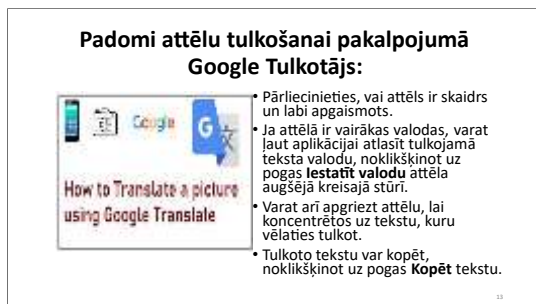 Padomi attēlu tulkošanai pakalpojumā
Google Tulkotājs:
Google
G
How to Translate a picture
using Google Translale
• Pārliecinieties, vai attēls ir skaidrs
un labi apgaismots.
• Ja attēlā ir vairākas valodas, varat
ļaut aplikācijai atlasīt tulkojamā
teksta valodu, noklikšķinot uz
pogas Iestatīt valodu attēla
augšējā kreisajā stūrī.
• Varat arī apgriezt attēlu, lai
koncentrētos uz tekstu, kuru
vēlaties tulkot.
• Tulkoto tekstu var kopēt,
noklikšķinot uz pogas Kopēt tekstu.